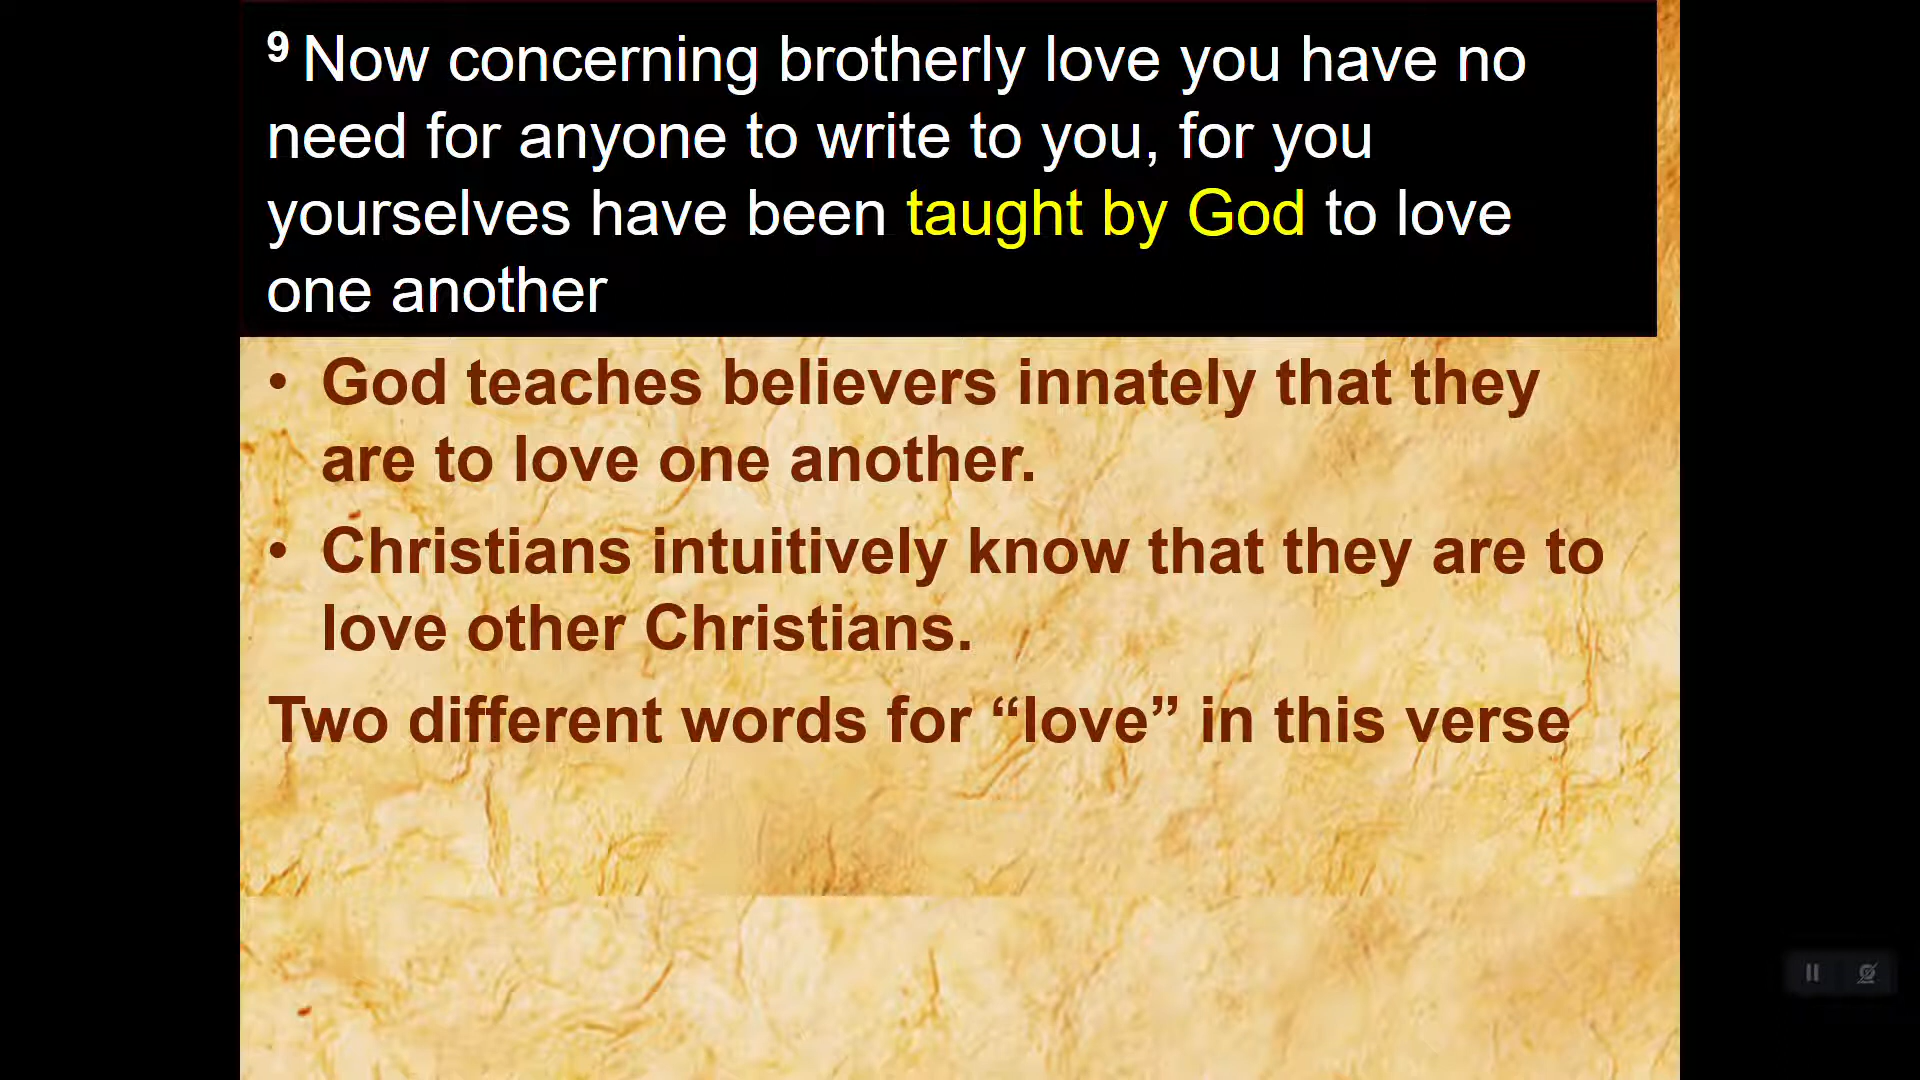 9 Now concerning brotherly love you have no
need for anyone to write to you, for you
yourselves have been taught by God to love
one another
• God teaches believers innately that they
are to love one another.
• Christians intuitively know that they are to
love other Christians.
Two different words for “love” in this verse